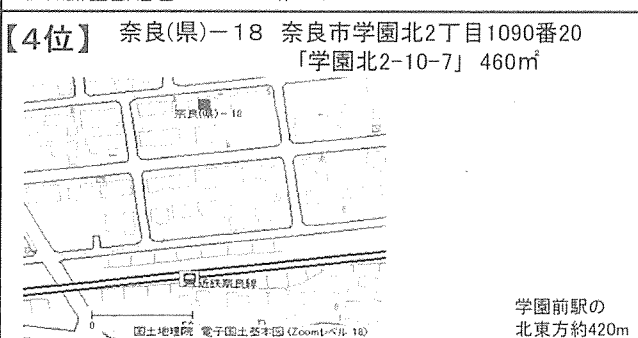 【4位】 奈良(県)－18 奈良市学園北2丁目1090番20
「学園北2-10-7」 460㎡
奈良(県)－18
近鉄奈良線
0
国土地理院 電子国土基本図 (Zoomレベル 18)
学園前駅の
北東方約420m